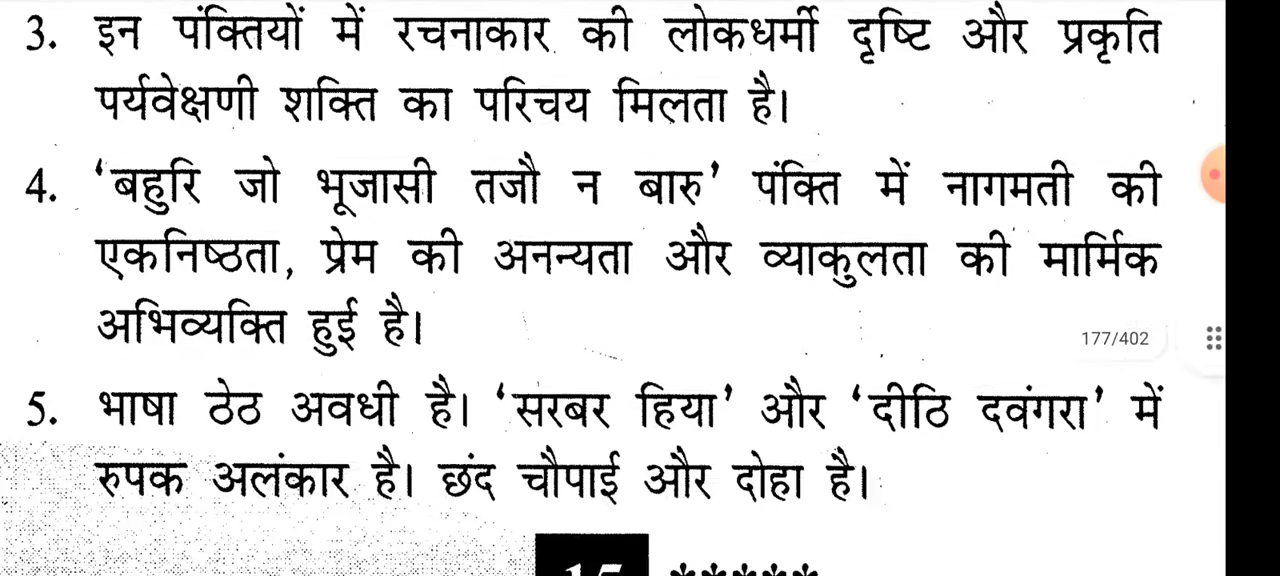 3. इन पंक्तियों में रचनाकार की लोकधर्मी दृष्टि और प्रकृति
पर्यवेक्षणी शक्ति का परिचय मिलता है।
4. ‘बहुरि जो भूजासी तजौ न बारु’ पंक्ति में नागमती की
एकनिष्ठता, प्रेम की अनन्यता और व्याकुलता की मार्मिक
अभिव्यक्ति हुई है।
177/402
5. भाषा ठेठ अवधी है। ‘सरबर हिया’ और ‘दीठि दवंगरा’ में
रुपक अलंकार है। छंद चौपाई और दोहा है।